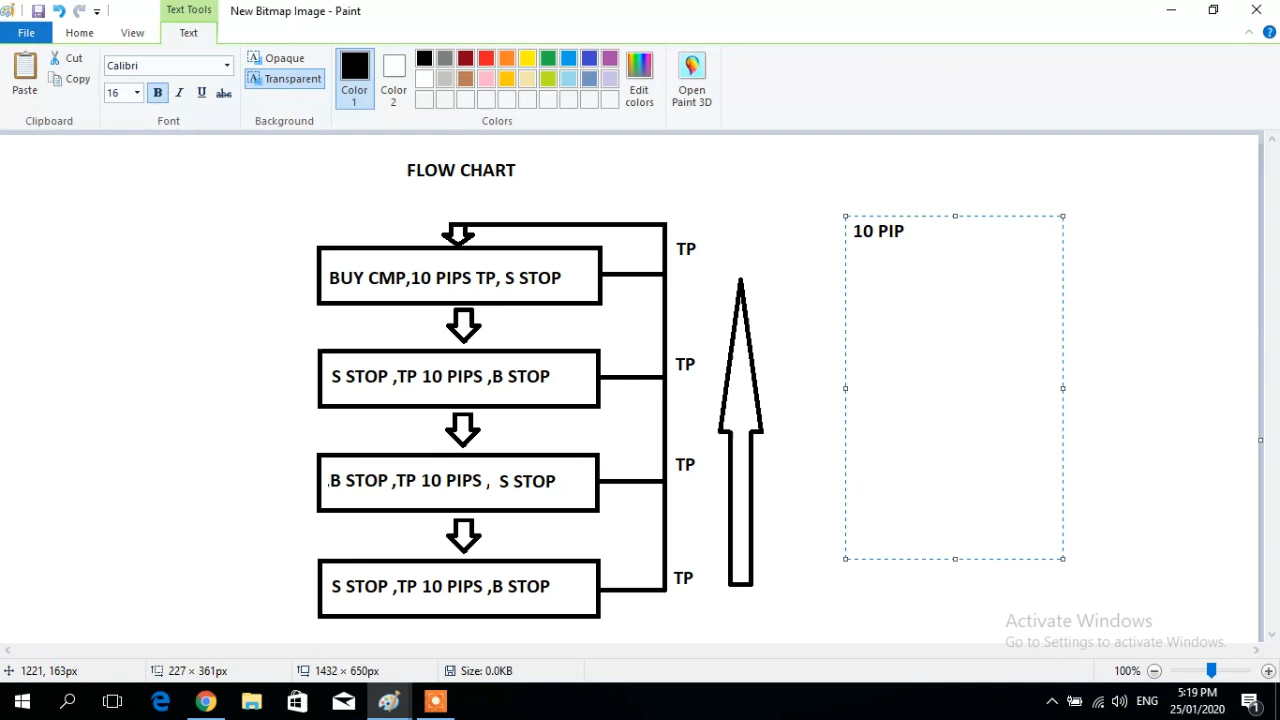 Text Tools
New Bitmap Image - Paint
File
Home
View
Text
Paste
Cut
Copy
Clipboard
Calibri
16
B
I
U
abc
Font
Opaque
Transparent
Background
Color
1
Color
2
Edit
colors
Colors
Open
Paint 3D
FLOW CHART
BUY CMP,10 PIPS TP, S STOP
TP
S STOP ,TP 10 PIPS ,B STOP
TP
,B STOP ,TP 10 PIPS , S STOP
TP
S STOP ,TP 10 PIPS ,B STOP
TP
10 PIP
Activate Windows
Go to Settings to activate Windows.
1221, 163px
227 × 361px
1432 × 650px
Size: 0.0KB
100%
ENG
5:19 PM
25/01/2020
1